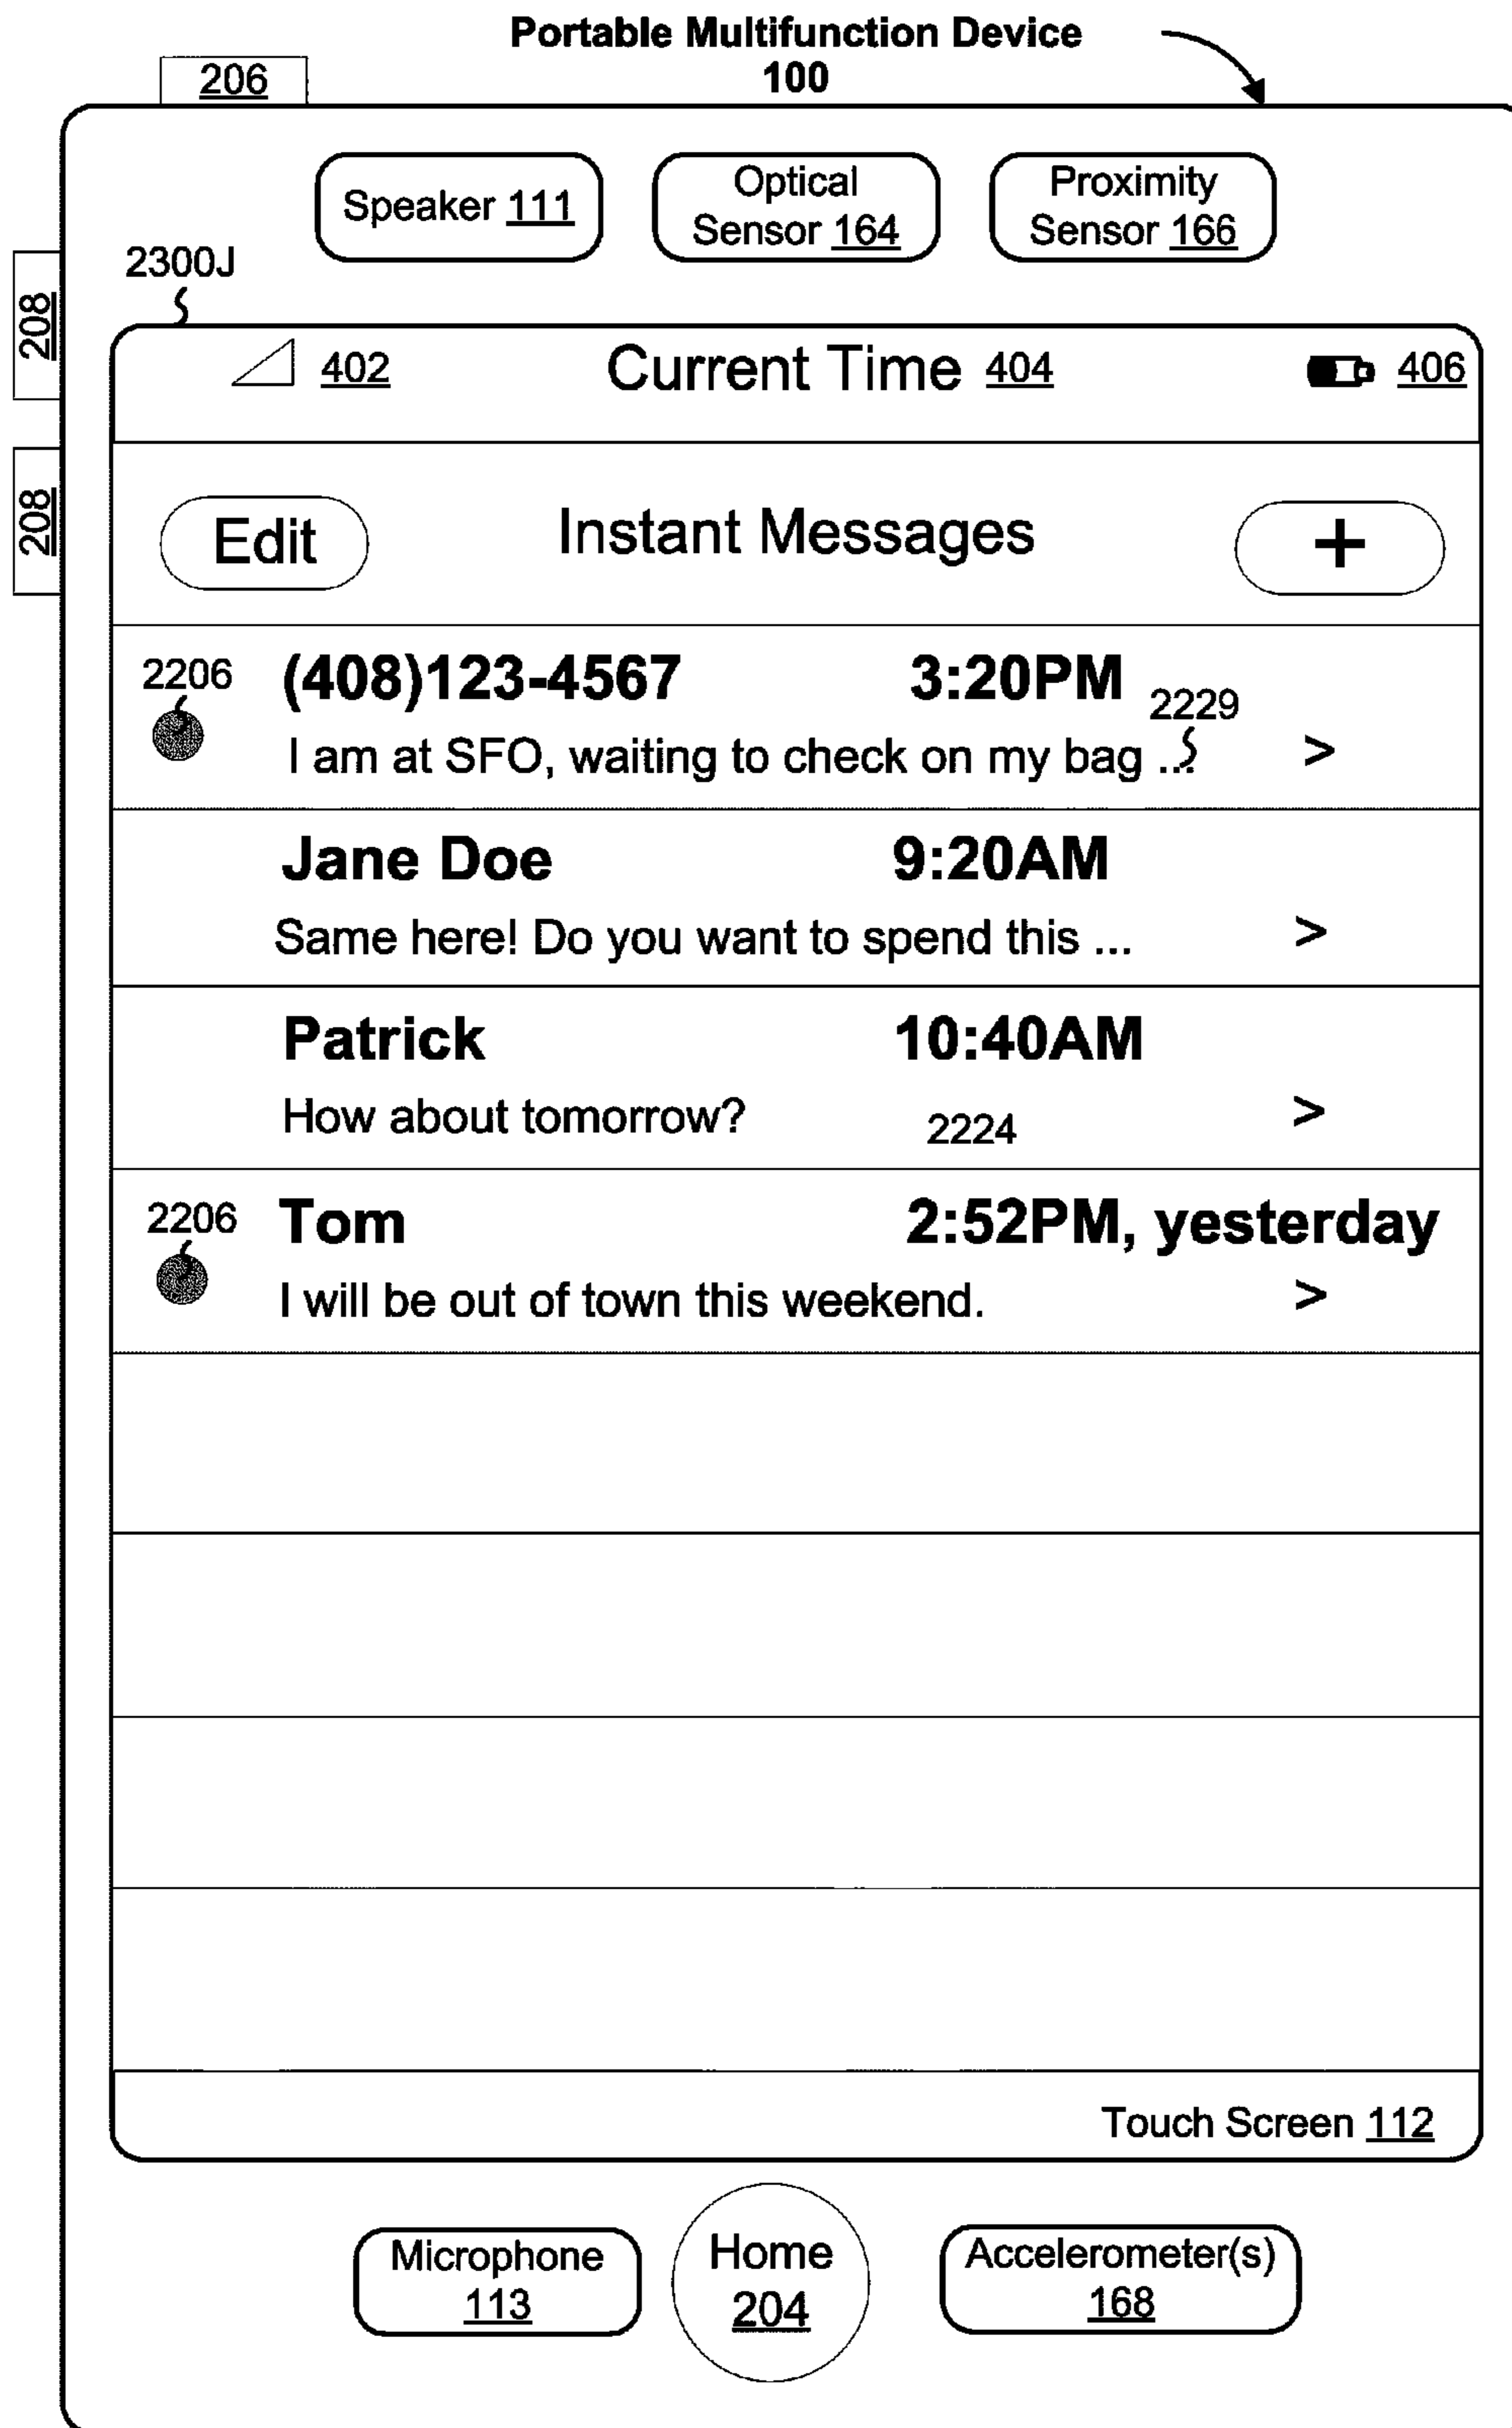 Portable Multifunction Device
100
206
Speaker 111
Optical
Sensor 164
Proximity
Sensor 166
2300J
208
208
402
Current Time 404
406
Edit
Instant Messages
+
2206
(408)123-4567
3:20PM
2229
I am at SFO, waiting to check on my bag ...
>
Jane Doe
9:20AM
Same here! Do you want to spend this ...
>
Patrick
10:40AM
How about tomorrow?
2224
>
2206
Tom
2:52PM, yesterday
I will be out of town this weekend.
>
Touch Screen 112
Microphone
113
Home
204
Accelerometer(s)
168